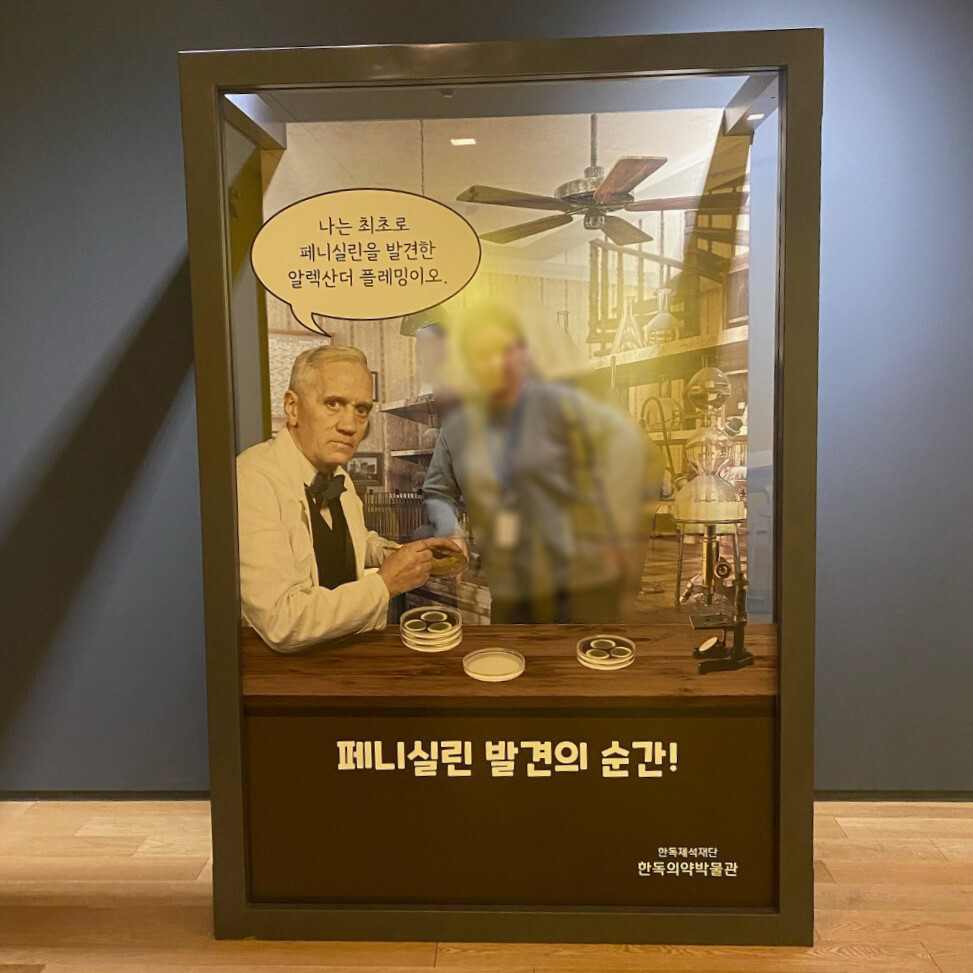 나는 최초로
페니실린을 발견한
알렉산더 플레밍이오.
페니실린 발견의 순간!
한독제석재단
한독의약박물관